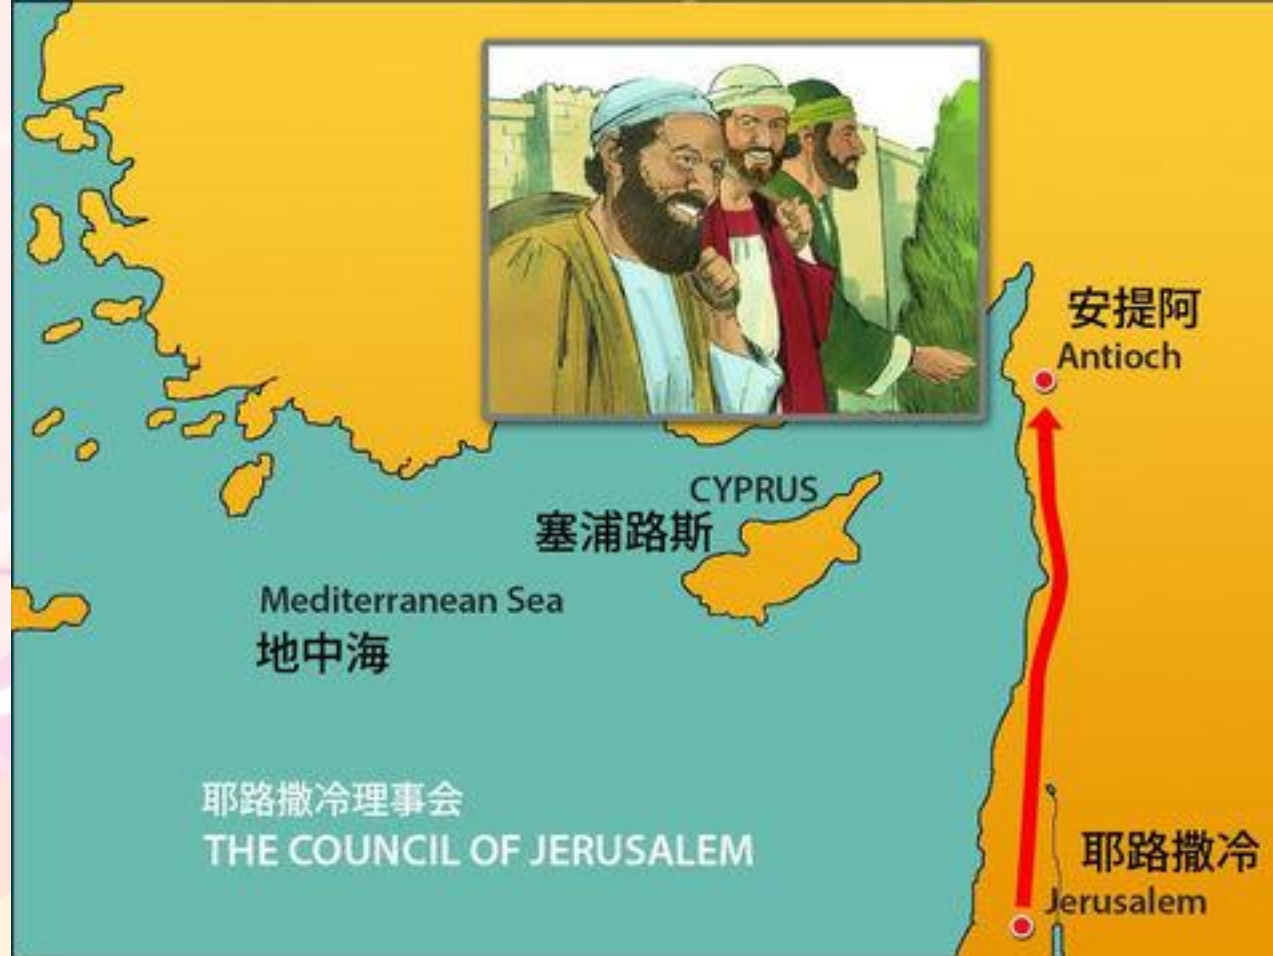 安提阿
Antioch
CYPRUS
塞浦路斯
Mediterranean Sea
地中海
耶路撒冷理事会
THE COUNCIL OF JERUSALEM
耶路撒冷
Jerusalem